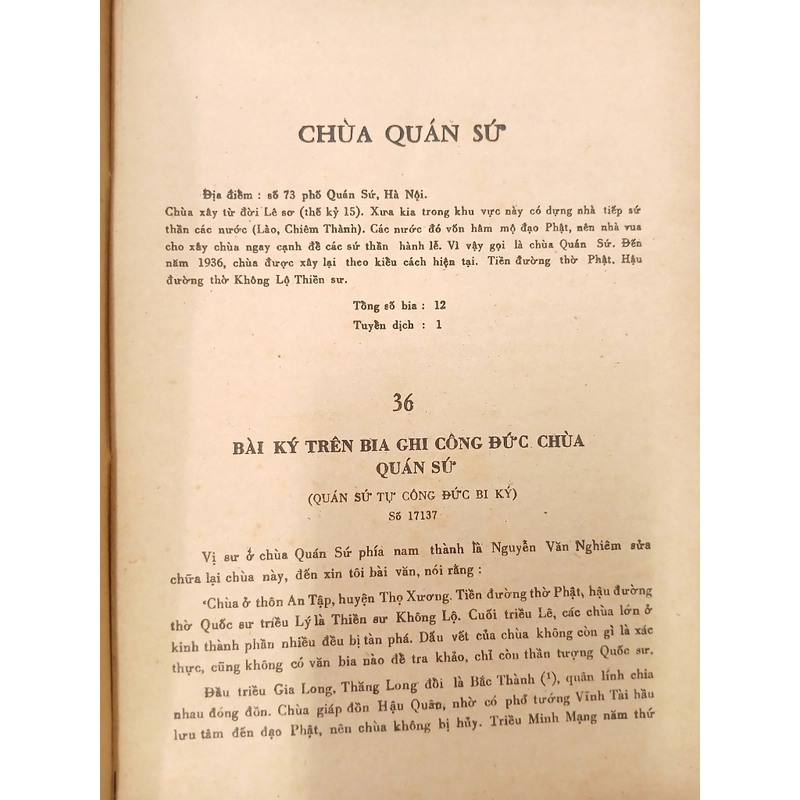 CHÙA QUÁN SỨ
Địa điểm : số 73 phố Quán Sứ, Hà Nội.
Chùa xây từ đời Lê sơ (thế kỷ 15). Xưa kia trong khu vực này có dựng nhà tiếp sứ
thần các nước (Lào, Chiêm Thành). Các nước đó vốn hâm mộ đạo Phật, nên nhà vua
cho xây chùa ngay cạnh để các sứ thần hành lễ. Vì vậy gọi là chùa Quán Sứ. Đến
năm 1936, chùa được xây lại theo kiểu cách hiện tại. Tiền đường thờ Phật. Hậu
đường thờ Không Lộ Thiền sư.
Tổng số bia : 12
Tuyển dịch : 1
36
BÀI KÝ TRÊN BIA GHI CÔNG ĐỨC CHÙA
QUÁN SỨ
(QUÁN SỨ TỰ CÔNG ĐỨC BI KÝ)
Số 17137
Vị sư ở chùa Quán Sứ phía nam thành là Nguyễn Văn Nghiêm sửa
chữa lại chùa này, đến xin tôi bài văn, nói rằng :
“Chùa ở thôn An Tập, huyện Thọ Xương. Tiền đường thờ Phật, hậu đường
thờ Quốc sư triều Lý là Thiền sư Không Lộ. Cuối triều Lê, các chùa lớn ở
kinh thành phần nhiều đều bị tàn phá. Dấu vết của chùa không còn gì là xác
thực, cũng không có văn bia nào để tra khảo, chỉ còn thần tượng Quốc sư.
Đầu triều Gia Long, Thăng Long đổi là Bắc Thành (¹), quân lính chia
nhau đóng đồn. Chùa giáp đồn Hậu Quân, nhờ có phó tướng Vĩnh Tài hầu
lưu tâm đến đạo Phật, nên chùa không bị hủy. Triều Minh Mạng năm thứ